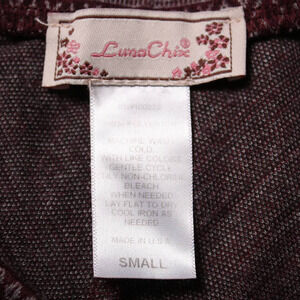 LunaChix
MACHINE WASH
COLD
WITH LIKE COLORS
GENTLE CYCLE
ONLY NON-CHLORINE
BLEACH
WHEN NEEDED
LAY FLAT TO DRY
COOL IRON AS
NEEDED
MADE IN U.S.A.
SMALL